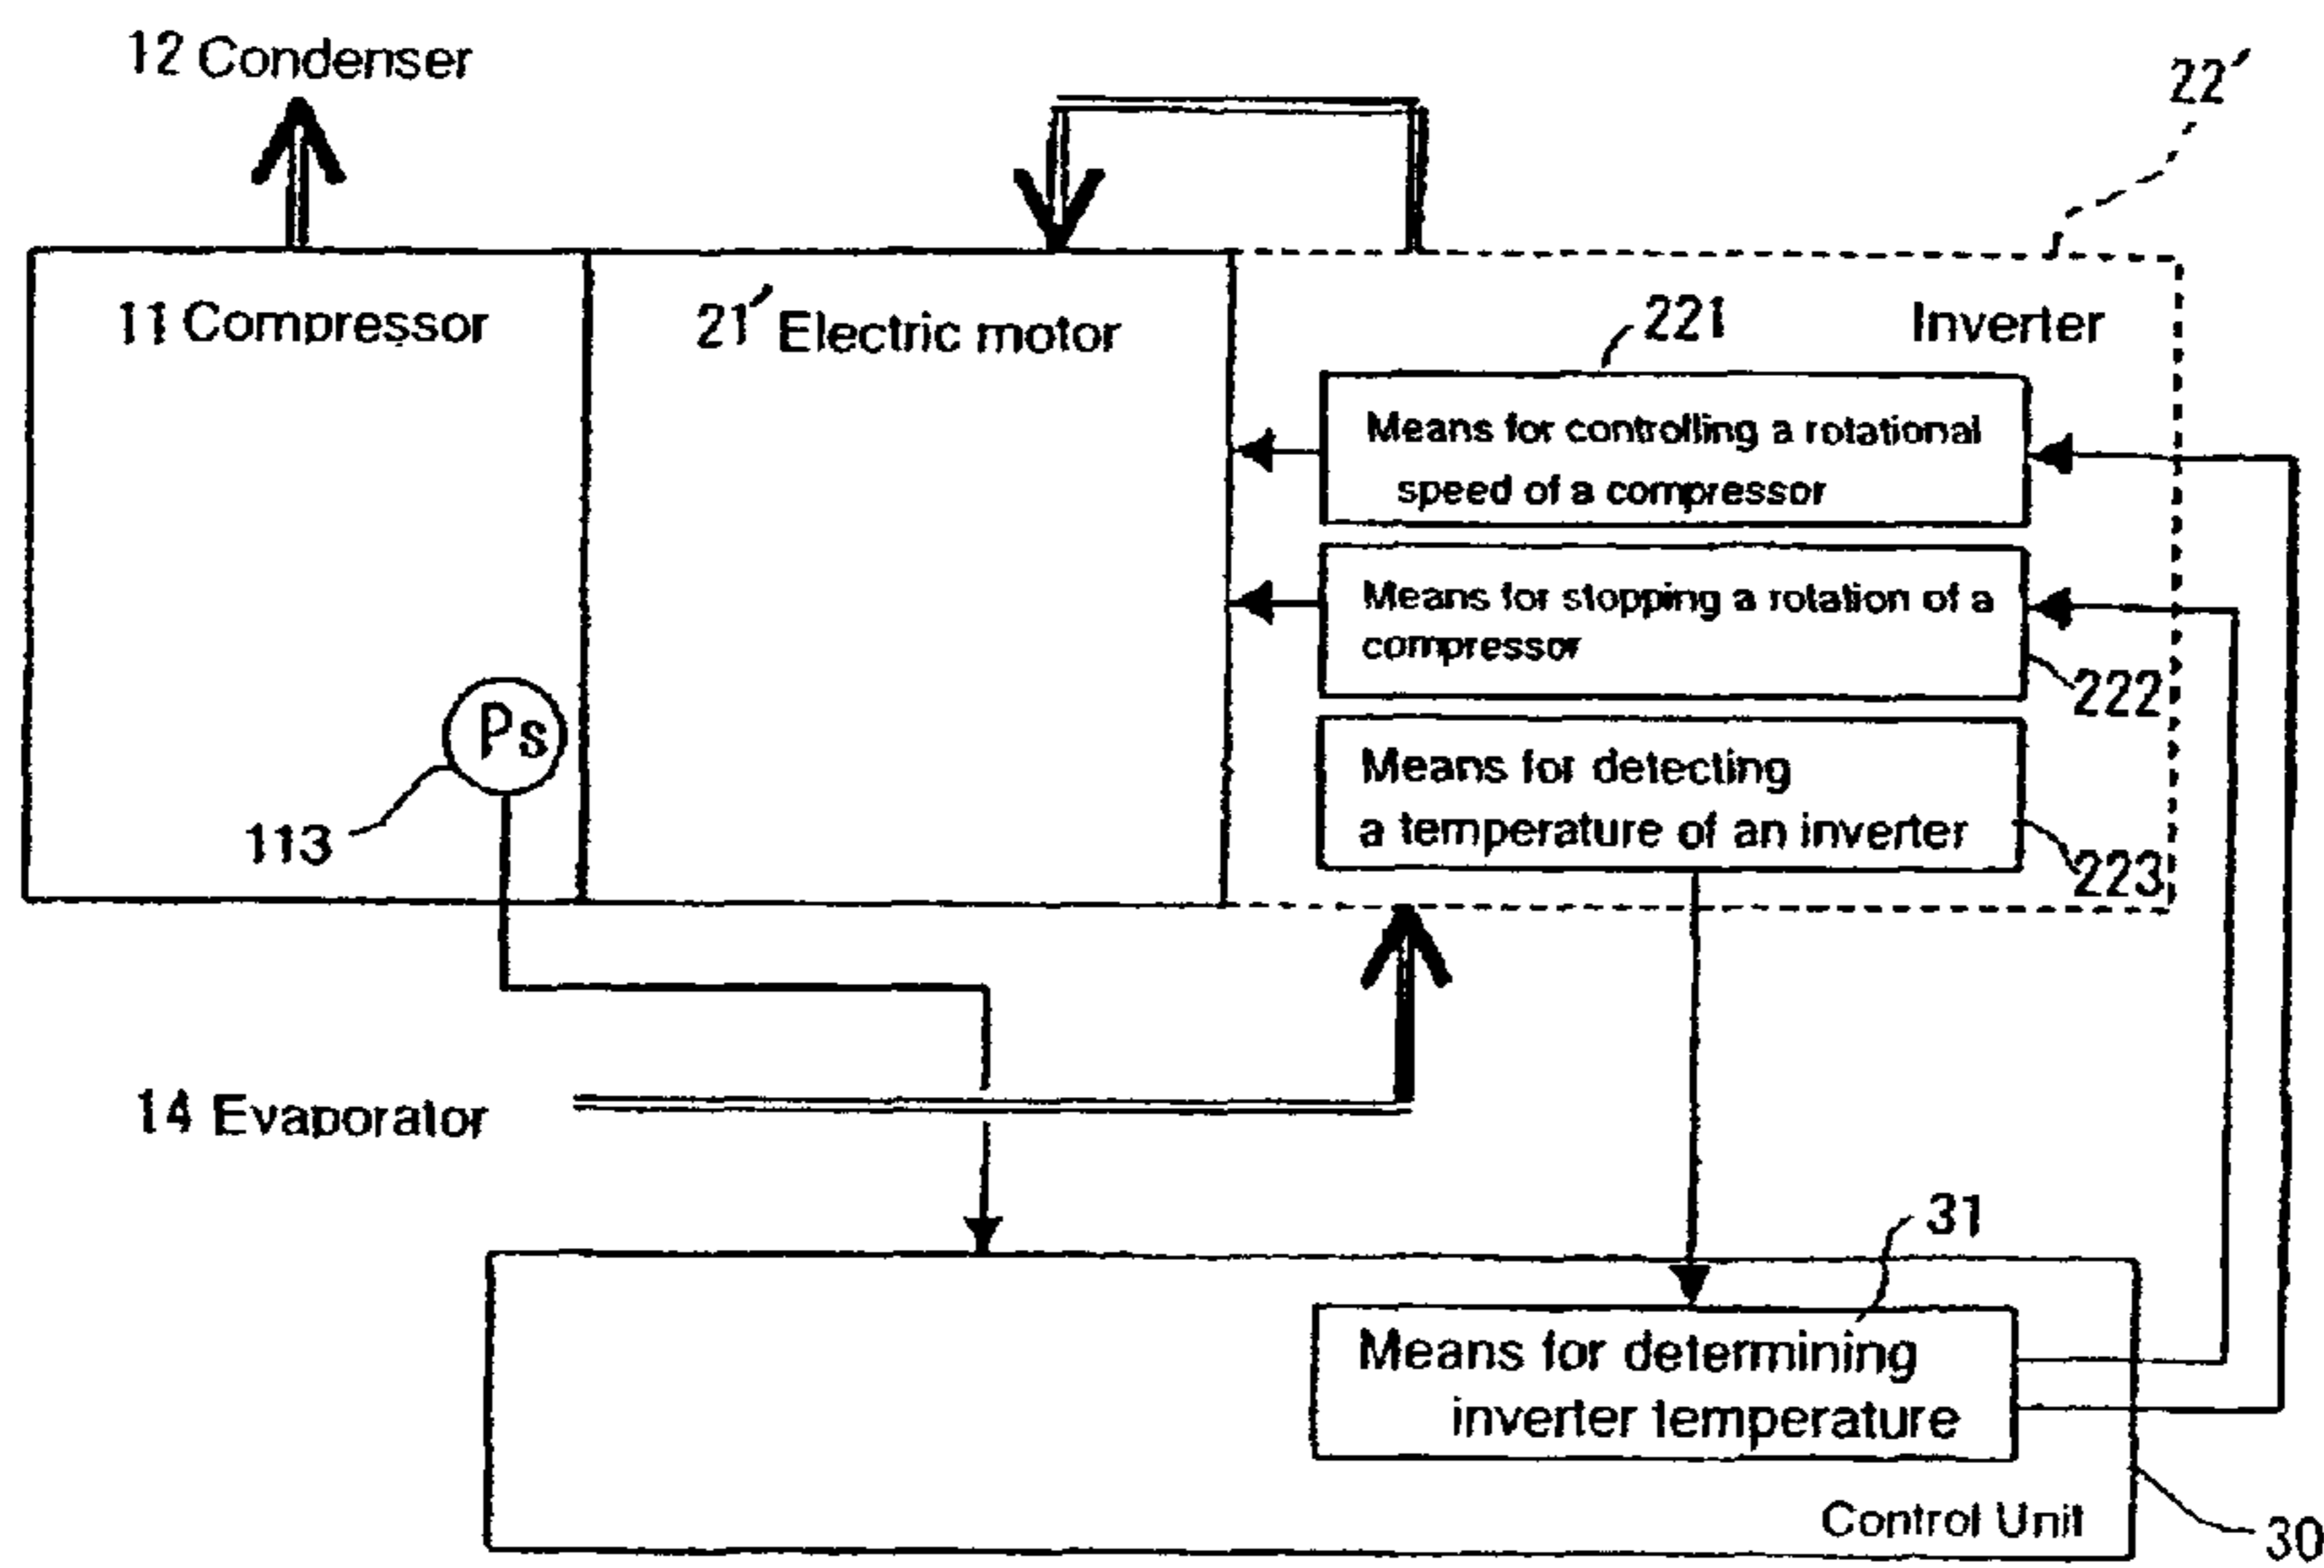 12 Condenser
22'
11 Compressor
21' Electric motor
221
Inverter
Means for controlling a rotational
speed of a compressor
Means for stopping a rotation of a
compressor
222
Ps
113
Means for detecting
a temperature of an inverter
223
14 Evaporator
31
Means for determining
inverter temperature
Control Unit
30